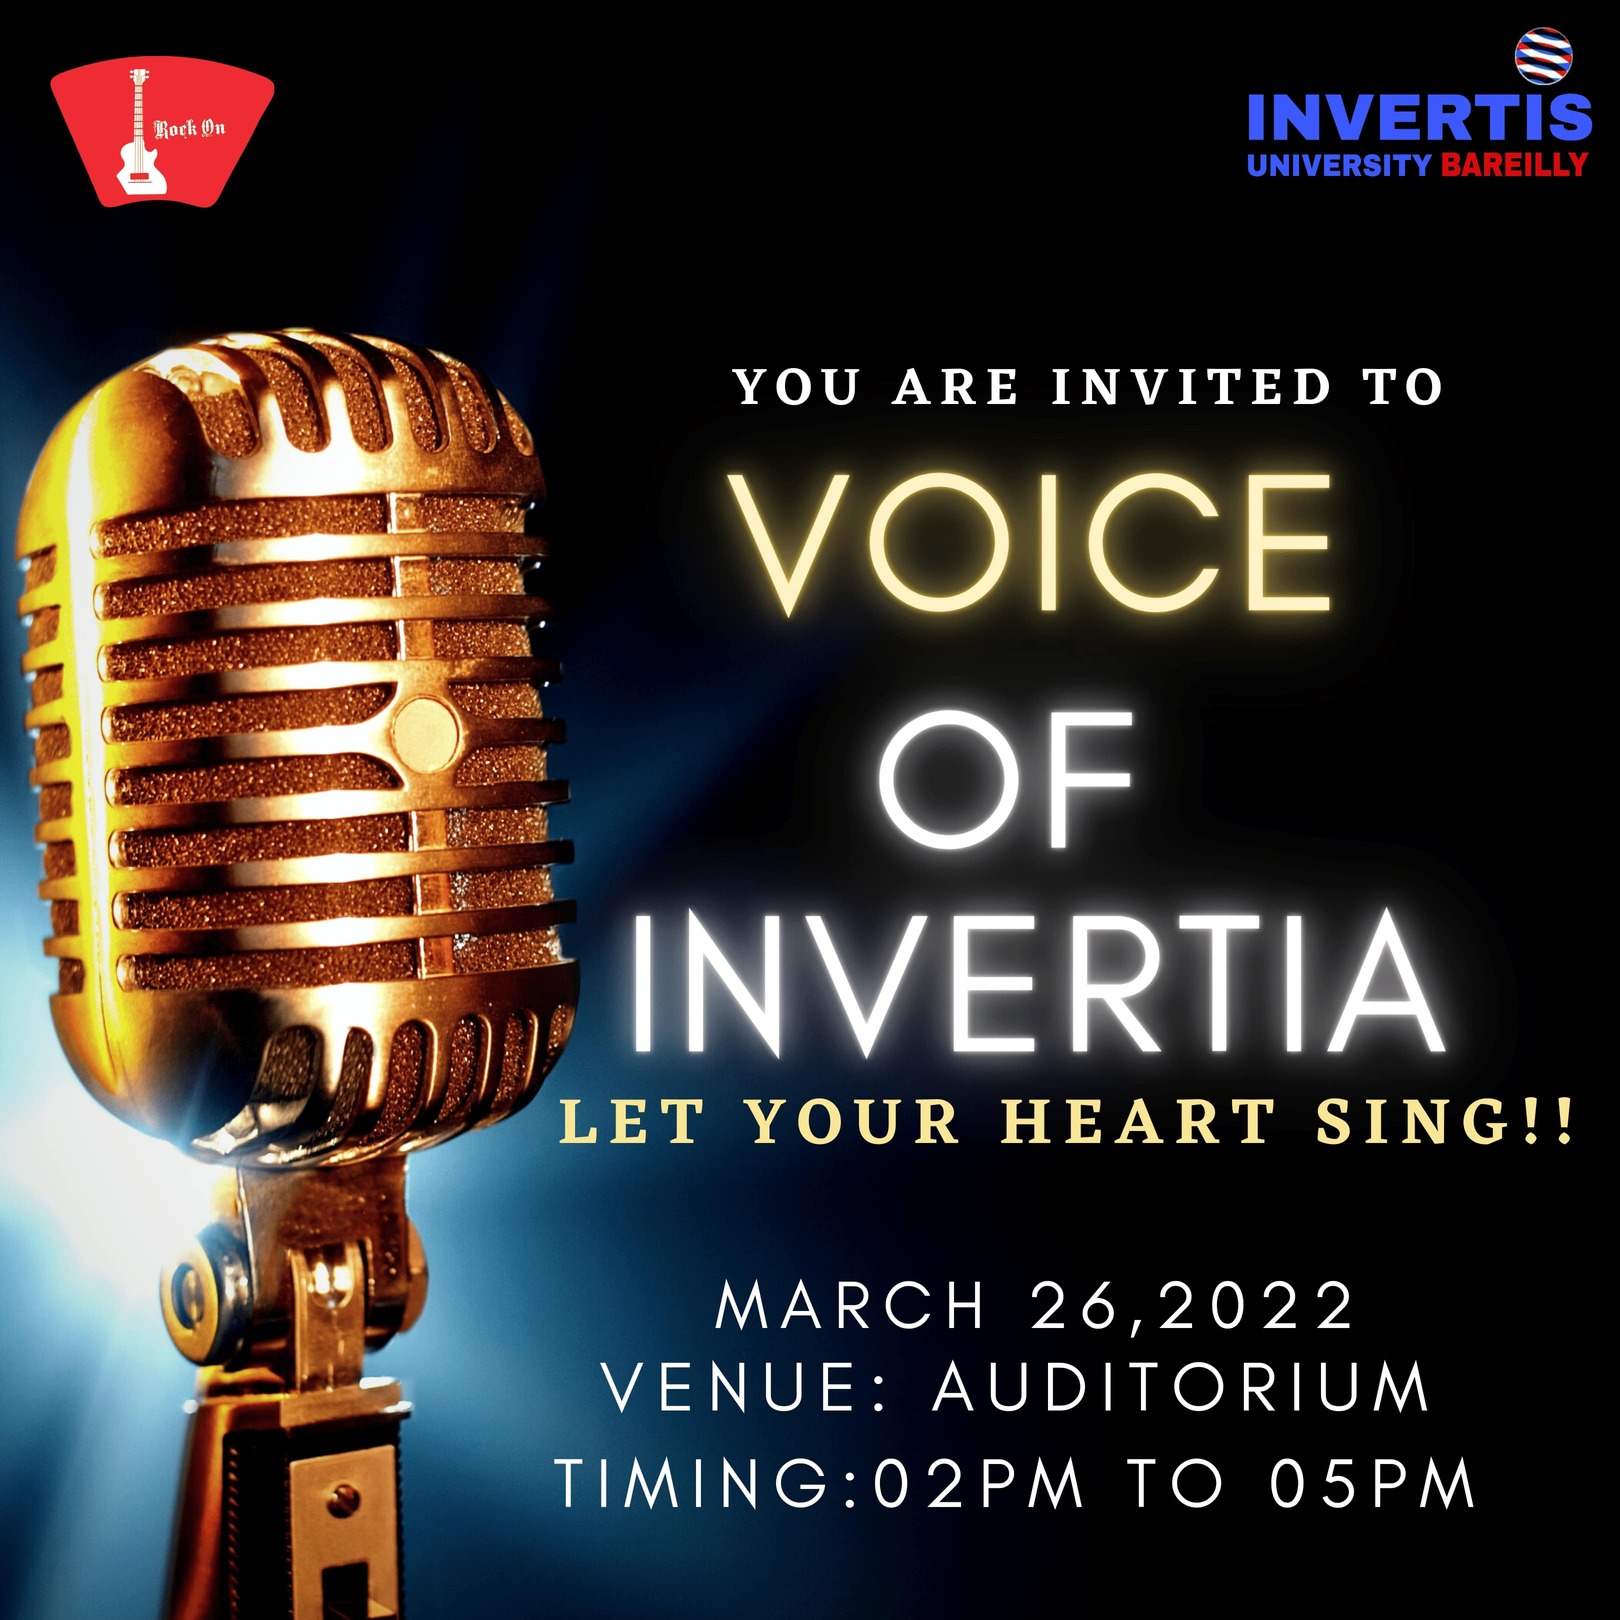 Rock On
INVERTIS
UNIVERSITY BAREILLY
YOU ARE INVITED TO
VOICE
OF
INVERTIA
LET YOUR HEART SING!!
MARCH 26,2022
VENUE: AUDITORIUM
TIMING:02PM TO 05PM